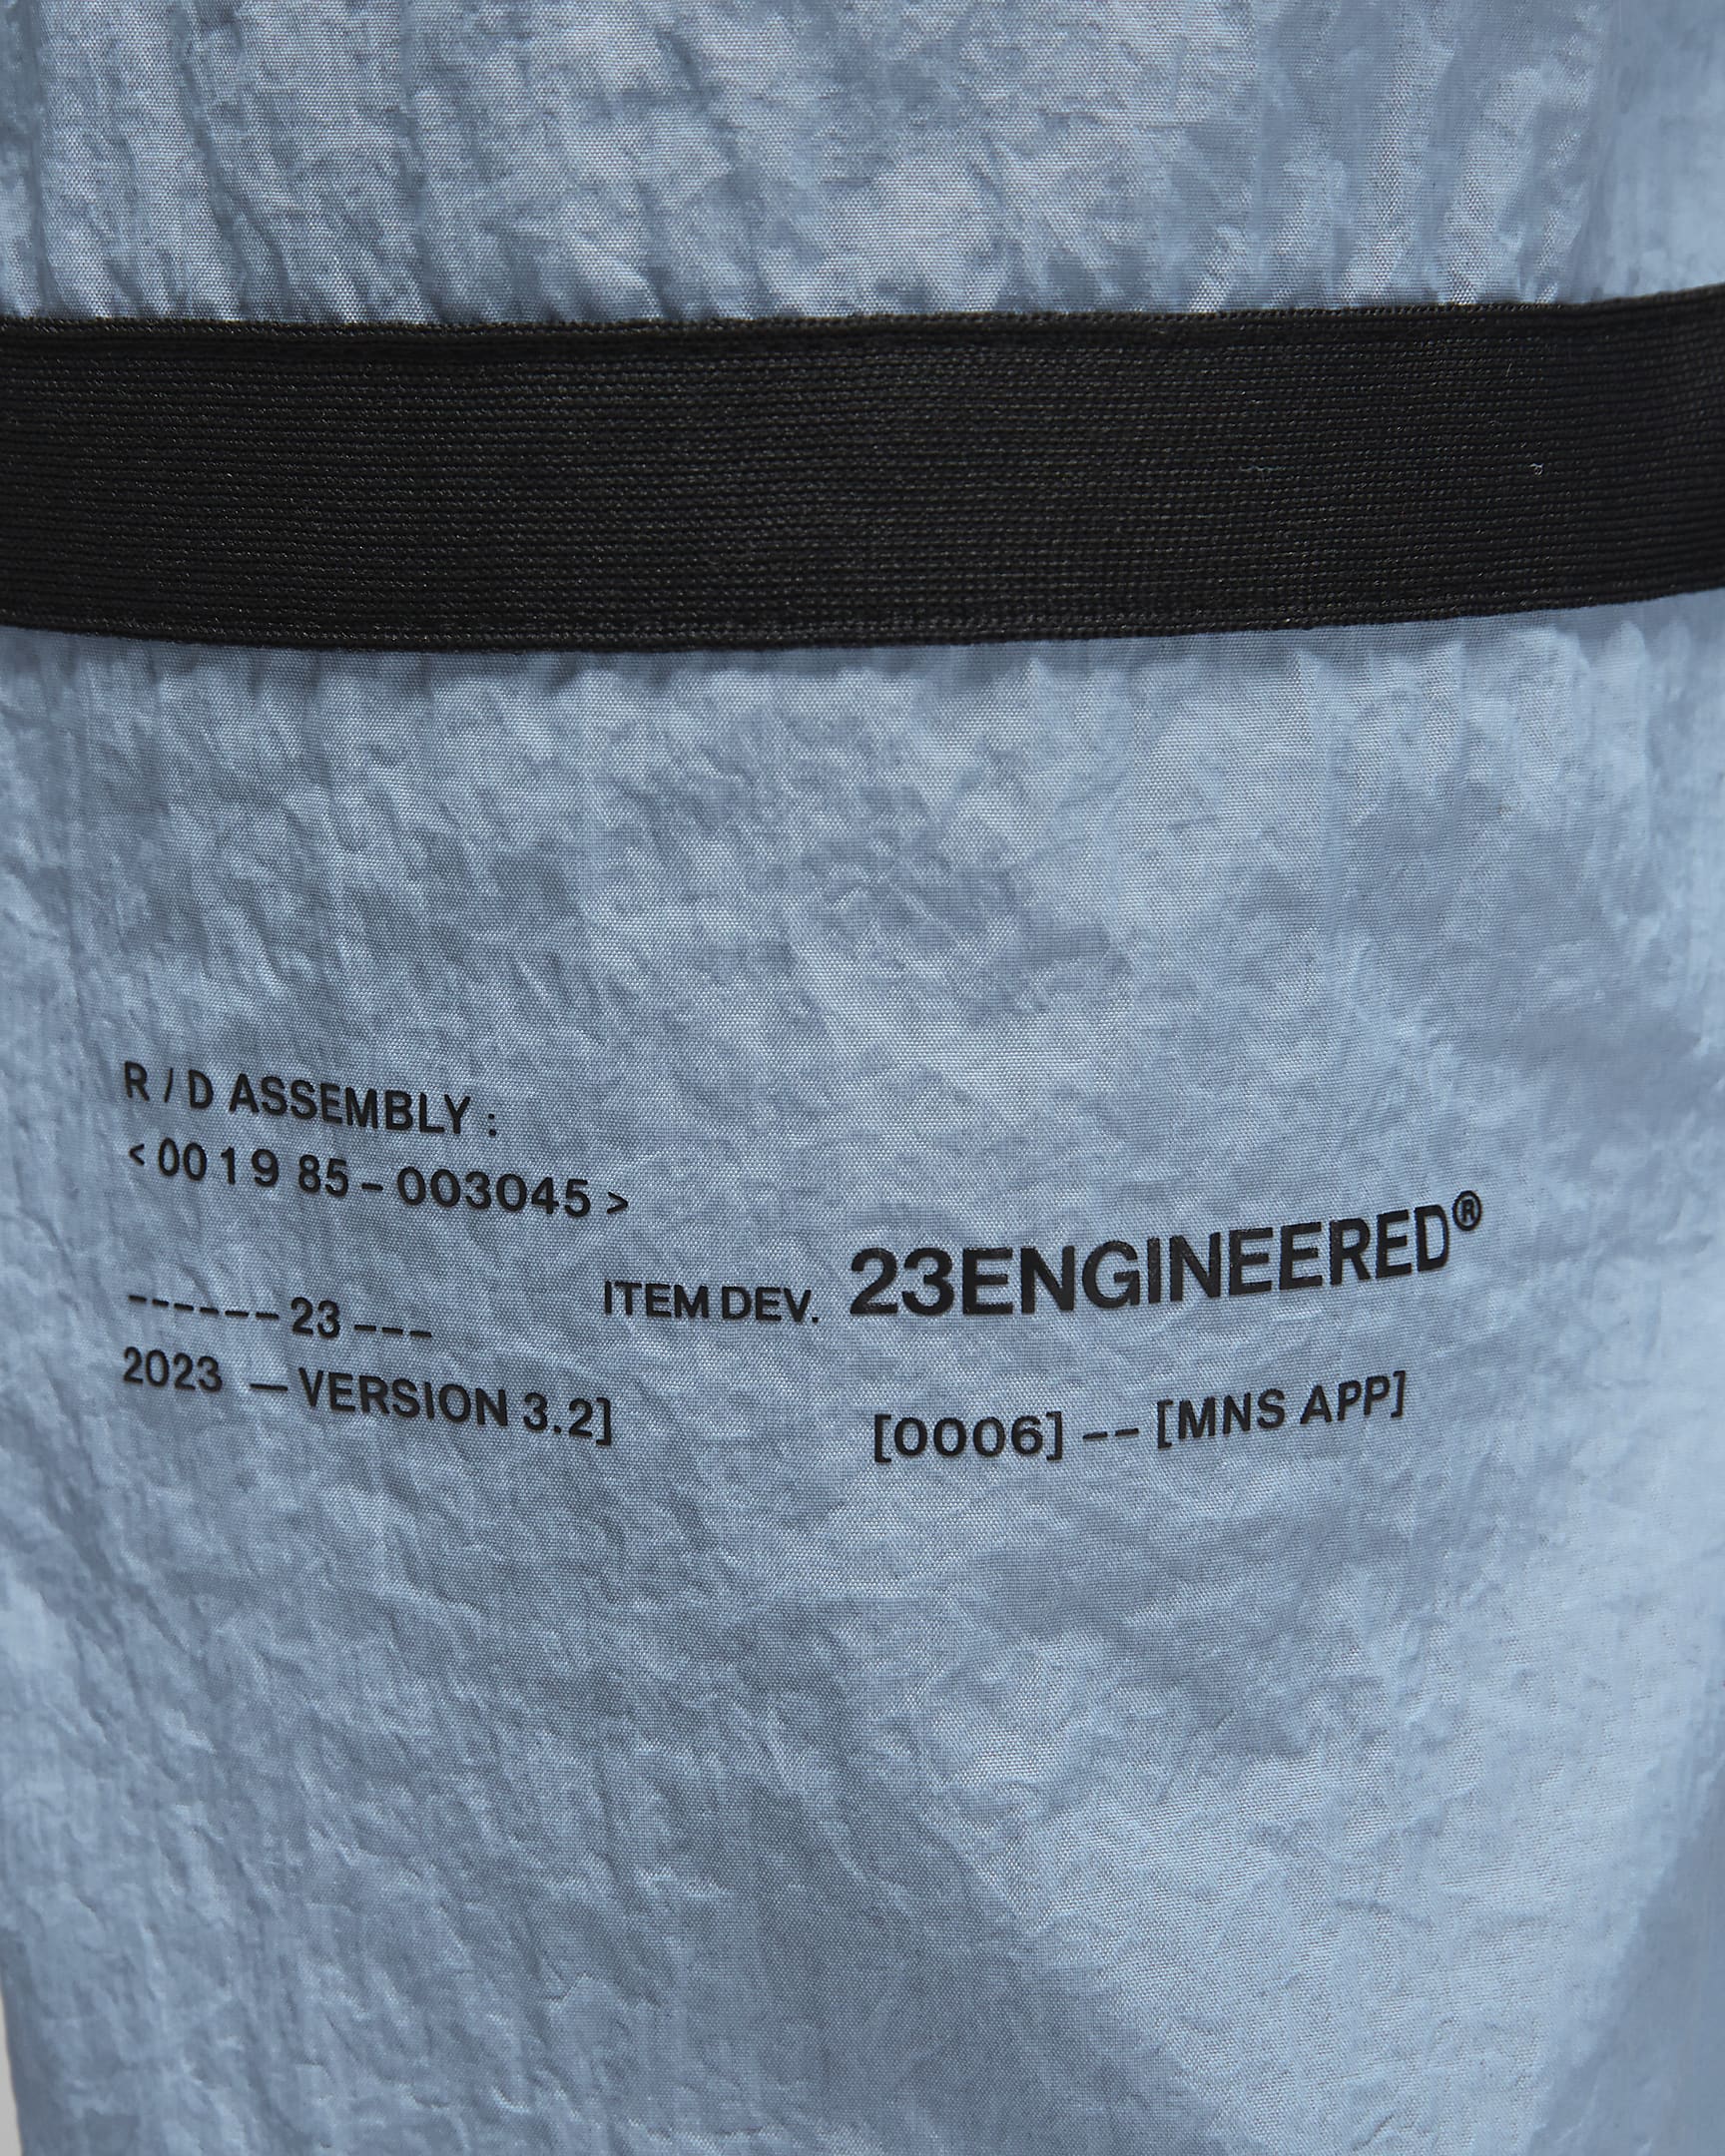 R / D ASSEMBLY :
< 0019 85 – 003045 >
------ 23 ---
ITEM DEV. 23ENGINEERED®
2023 — VERSION 3.2]
[0006] -- [MNS APP]